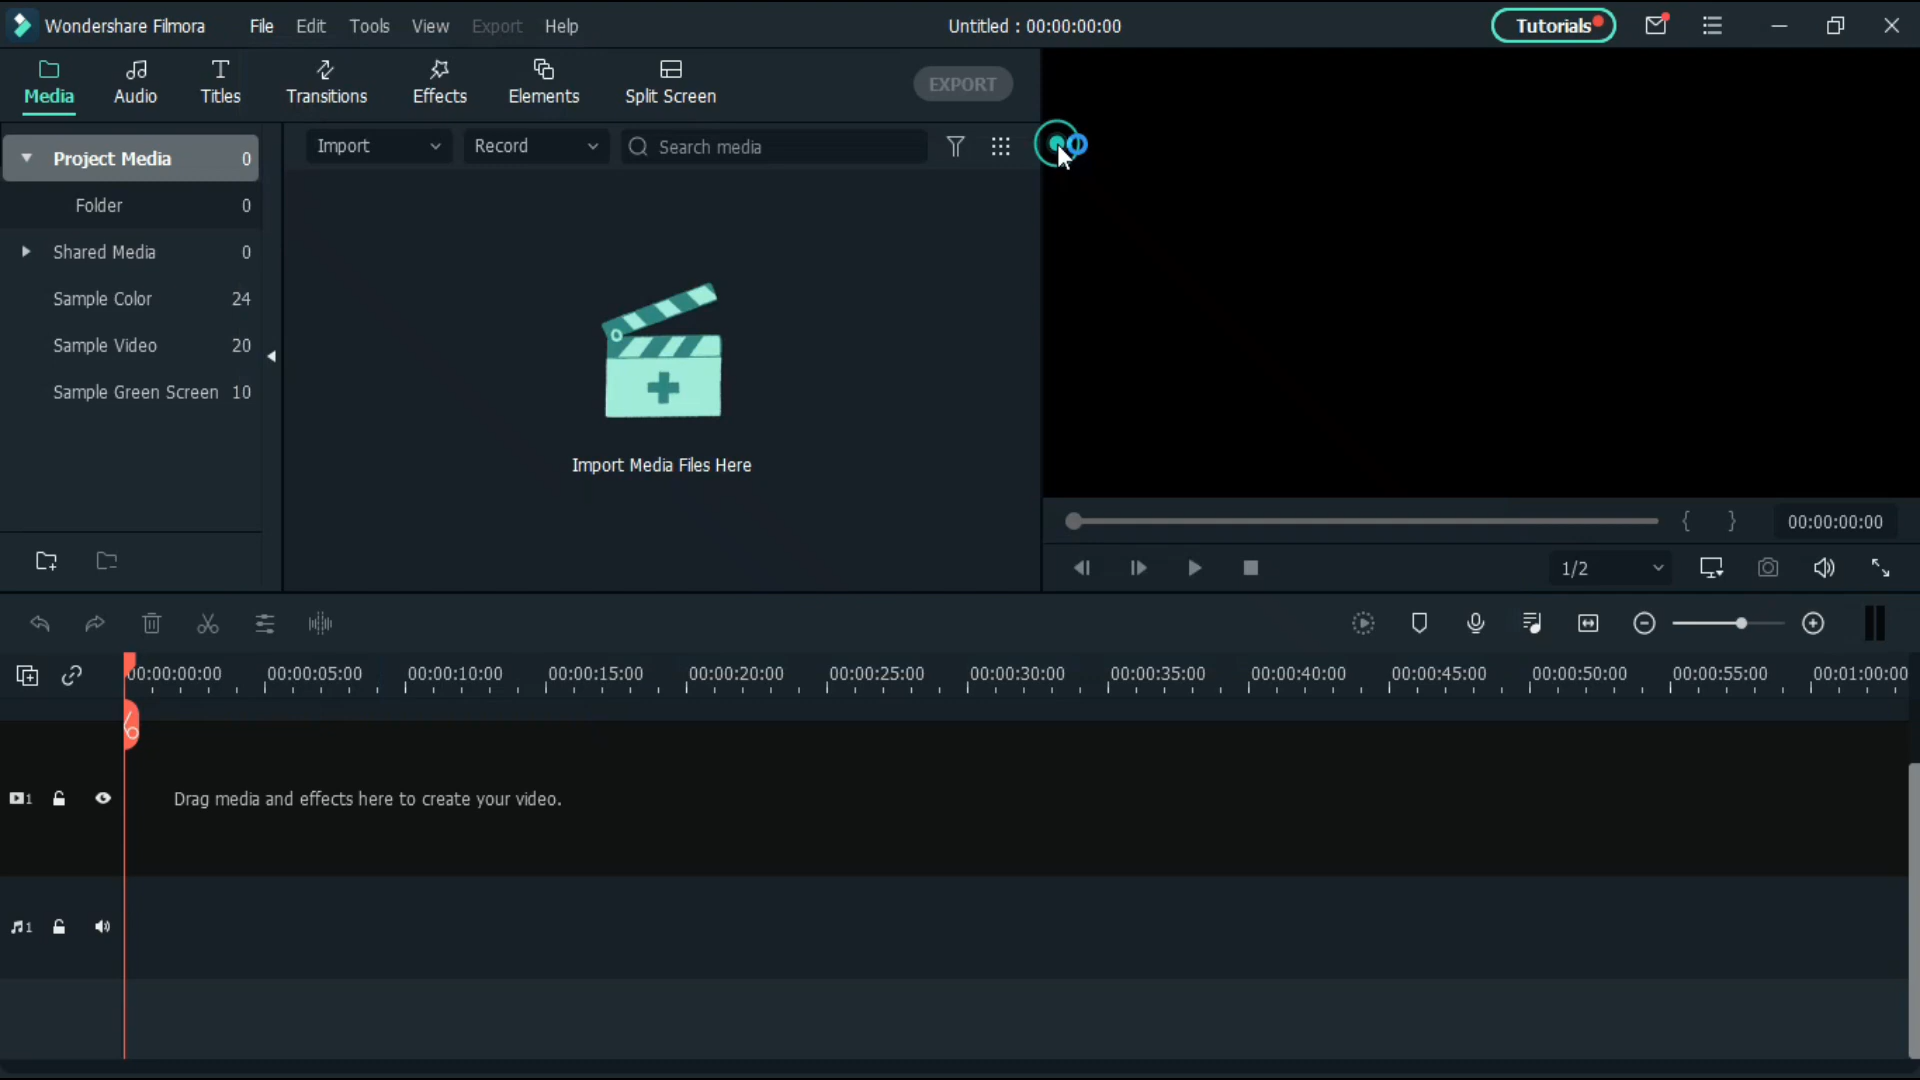 Wondershare Filmora File Edit Tools View Export Help Untitled : 00:00:00:00 Tutorials
Media Audio Titles Transitions Effects Elements Split Screen EXPORT
Project Media 0 Import Record Search media
Folder 0
Shared Media 0
Sample Color 24
Sample Video 20
Sample Green Screen 10
Import Media Files Here
{ } 00:00:00:00
1/2
00:00:00:00 00:00:05:00 00:00:10:00 00:00:15:00 00:00:20:00 00:00:25:00 00:00:30:00 00:00:35:00 00:00:40:00 00:00:45:00 00:00:50:00 00:00:55:00 00:01:00:00
1 Drag media and effects here to create your video.
1